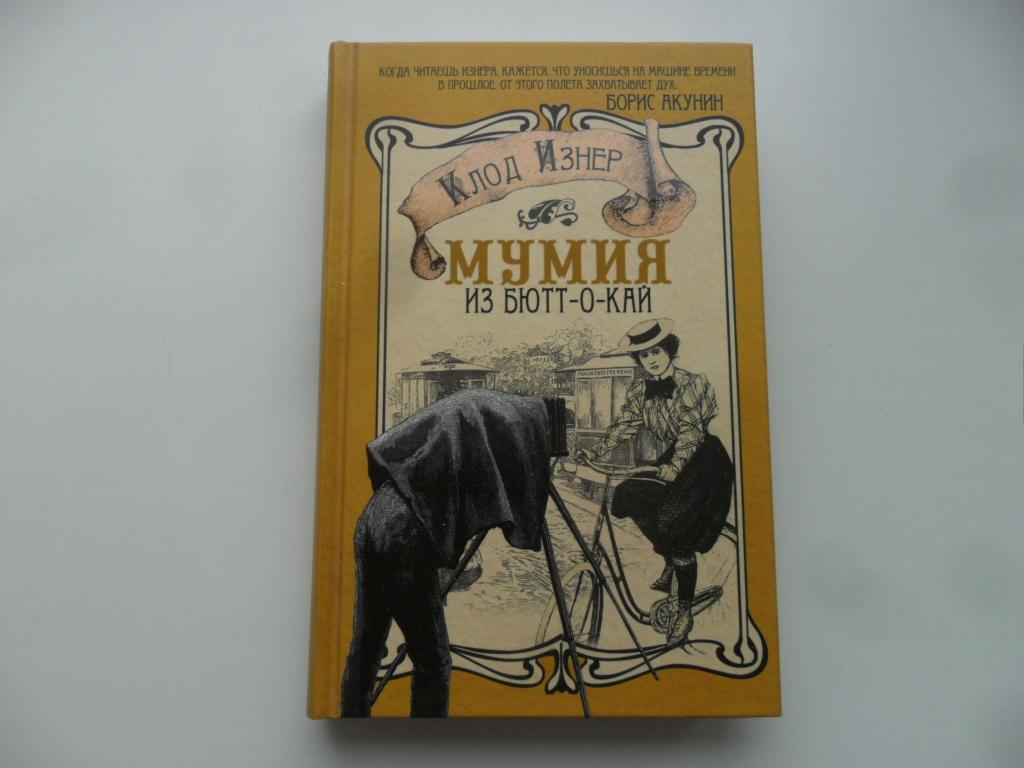 КОГДА ЧИТАЕШЬ ИЗНЕРА, КАЖЕТСЯ, ЧТО УНОСИШЬСЯ НА МАШИНЕ ВРЕМЕНИ
В ПРОШЛОЕ. ОТ ЭТОГО ПОЛЕТА ЗАХВАТЫВАЕТ ДУХ.
БОРИС АКУНИН
КЛОД ИЗНЕР
МУМИЯ
ИЗ БЮТТ-О-КАЙ